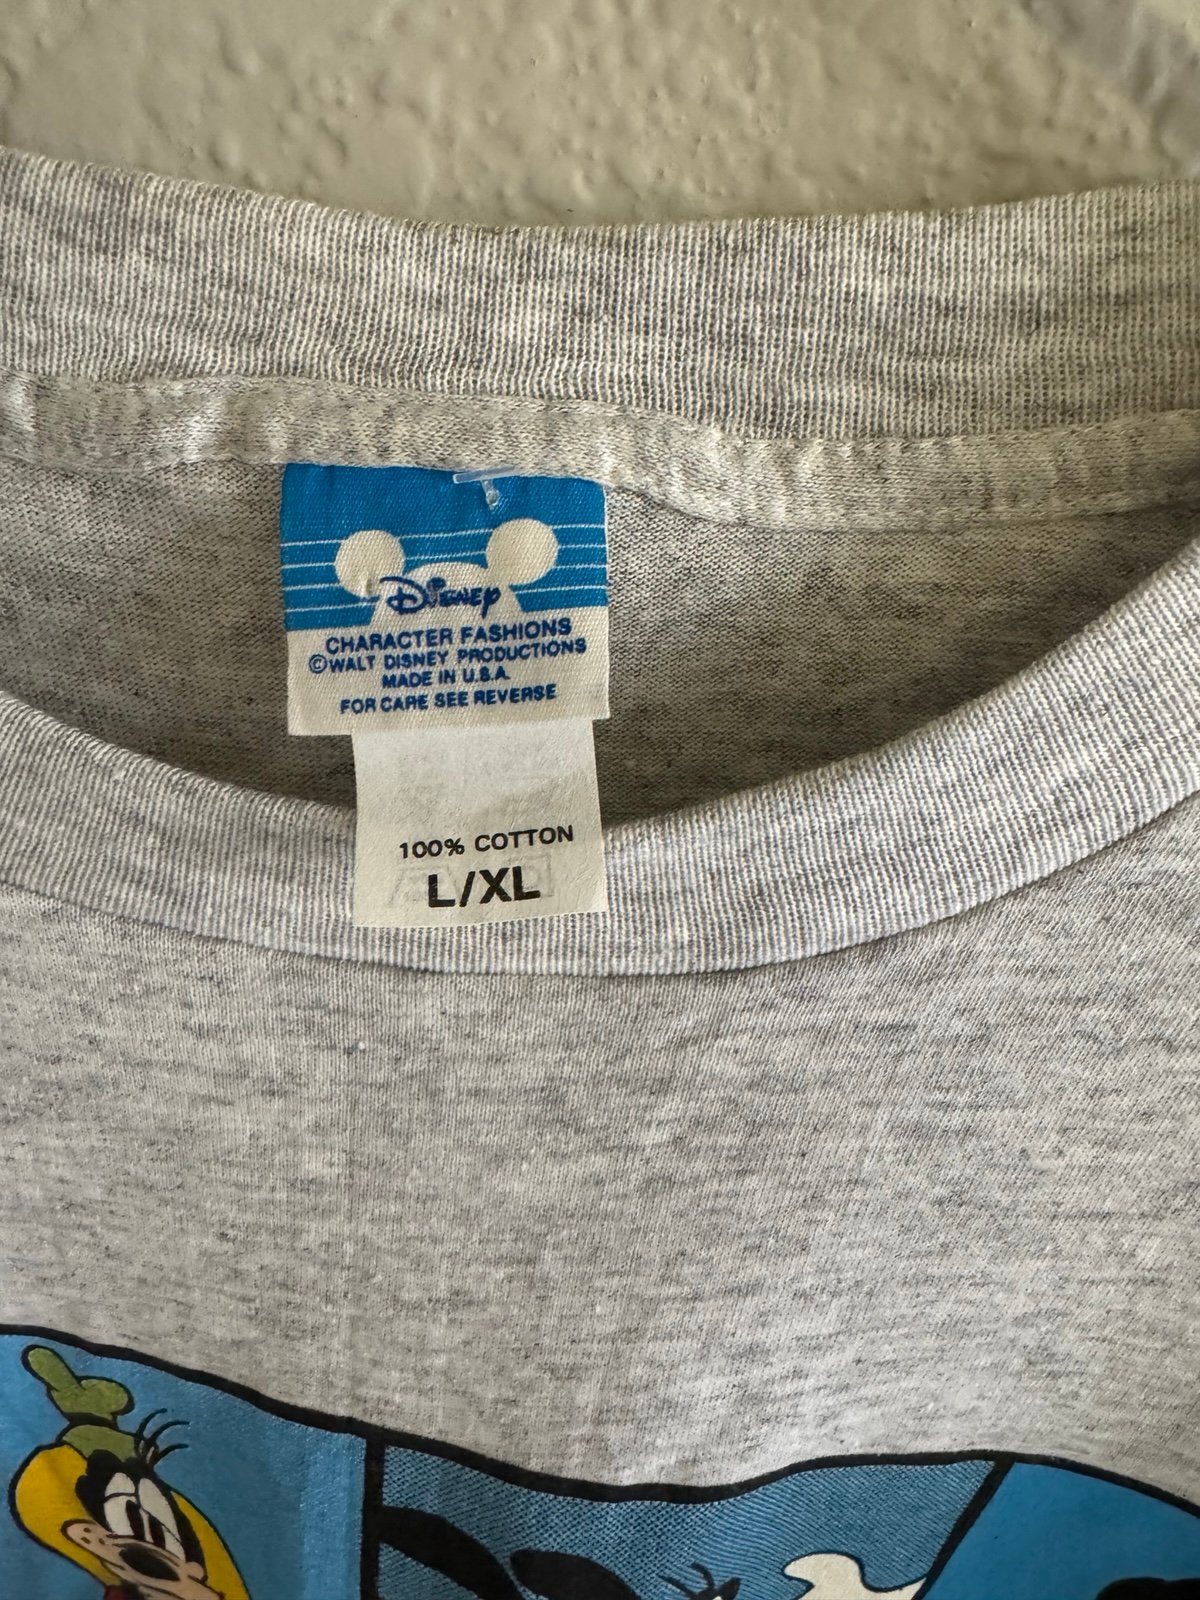 Disney
CHARACTER FASHIONS
©WALT DISNEY PRODUCTIONS
MADE IN U.S.A.
FOR CARE SEE REVERSE
100% COTTON
L/XL